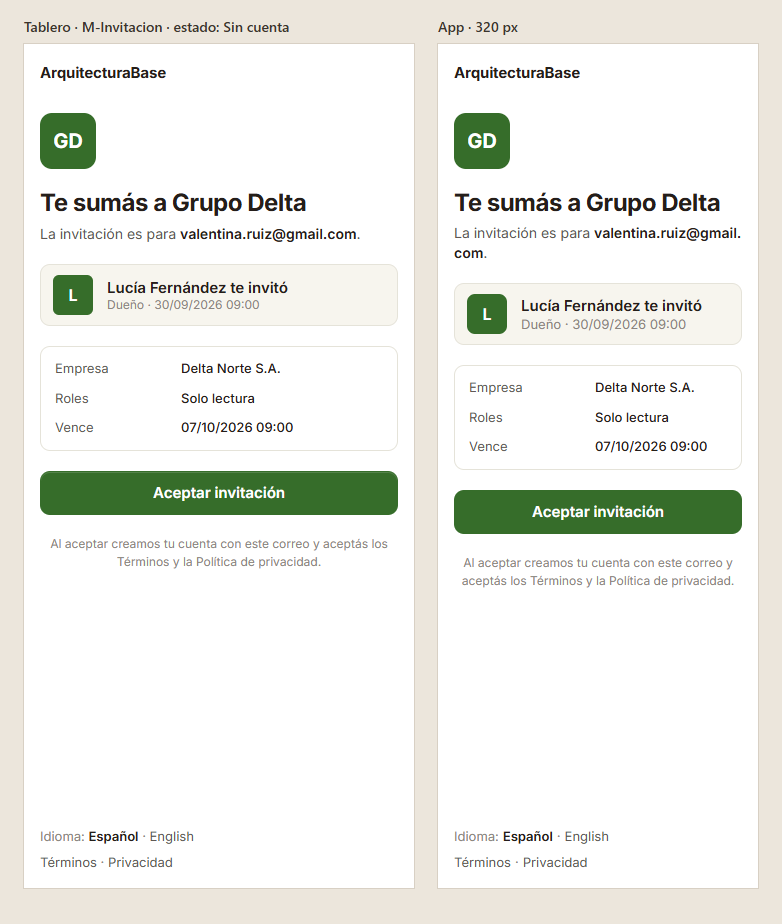 Tablero · M-Invitacion · estado: Sin cuenta
ArquitecturaBase
GD
Te sumás a Grupo Delta
La invitación es para valentina.ruiz@gmail.com.
L
Lucía Fernández te invitó
Dueño · 30/09/2026 09:00
Empresa Delta Norte S.A.
Roles Solo lectura
Vence 07/10/2026 09:00
Aceptar invitación
Al aceptar creamos tu cuenta con este correo y aceptás los
Términos y la Política de privacidad.
Idioma: Español · English
Términos · Privacidad
App · 320 px
ArquitecturaBase
GD
Te sumás a Grupo Delta
La invitación es para valentina.ruiz@gmail.
com.
L
Lucía Fernández te invitó
Dueño · 30/09/2026 09:00
Empresa Delta Norte S.A.
Roles Solo lectura
Vence 07/10/2026 09:00
Aceptar invitación
Al aceptar creamos tu cuenta con este correo y
aceptás los Términos y la Política de privacidad.
Idioma: Español · English
Términos · Privacidad